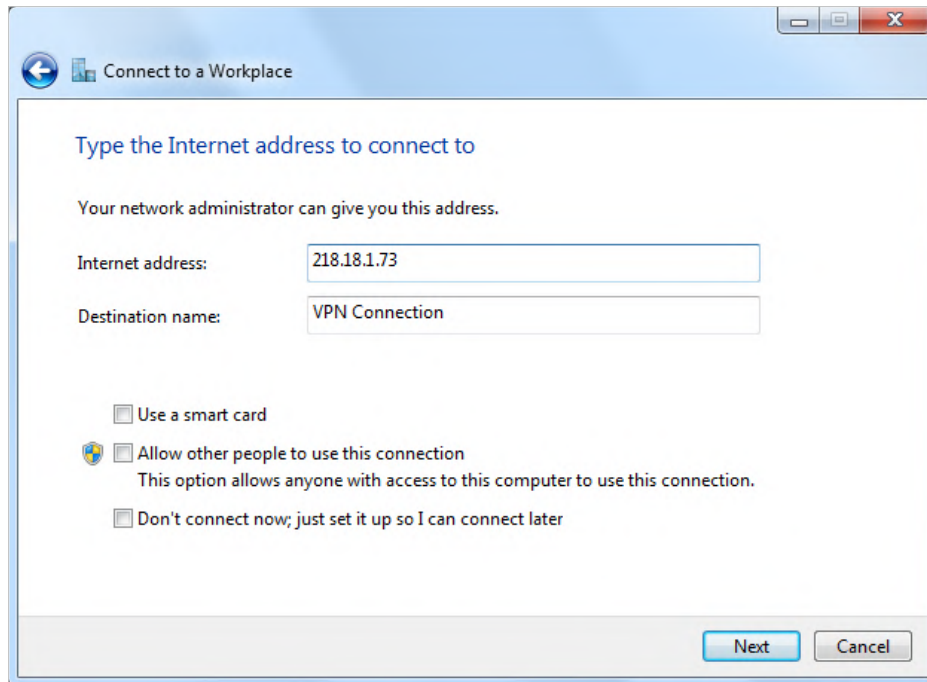 Connect to a Workplace
Type the Internet address to connect to
Your network administrator can give you this address.
Internet address: 218.18.1.73
Destination name: VPN Connection
Use a smart card
Allow other people to use this connection
This option allows anyone with access to this computer to use this connection.
Don't connect now; just set it up so I can connect later
Next Cancel